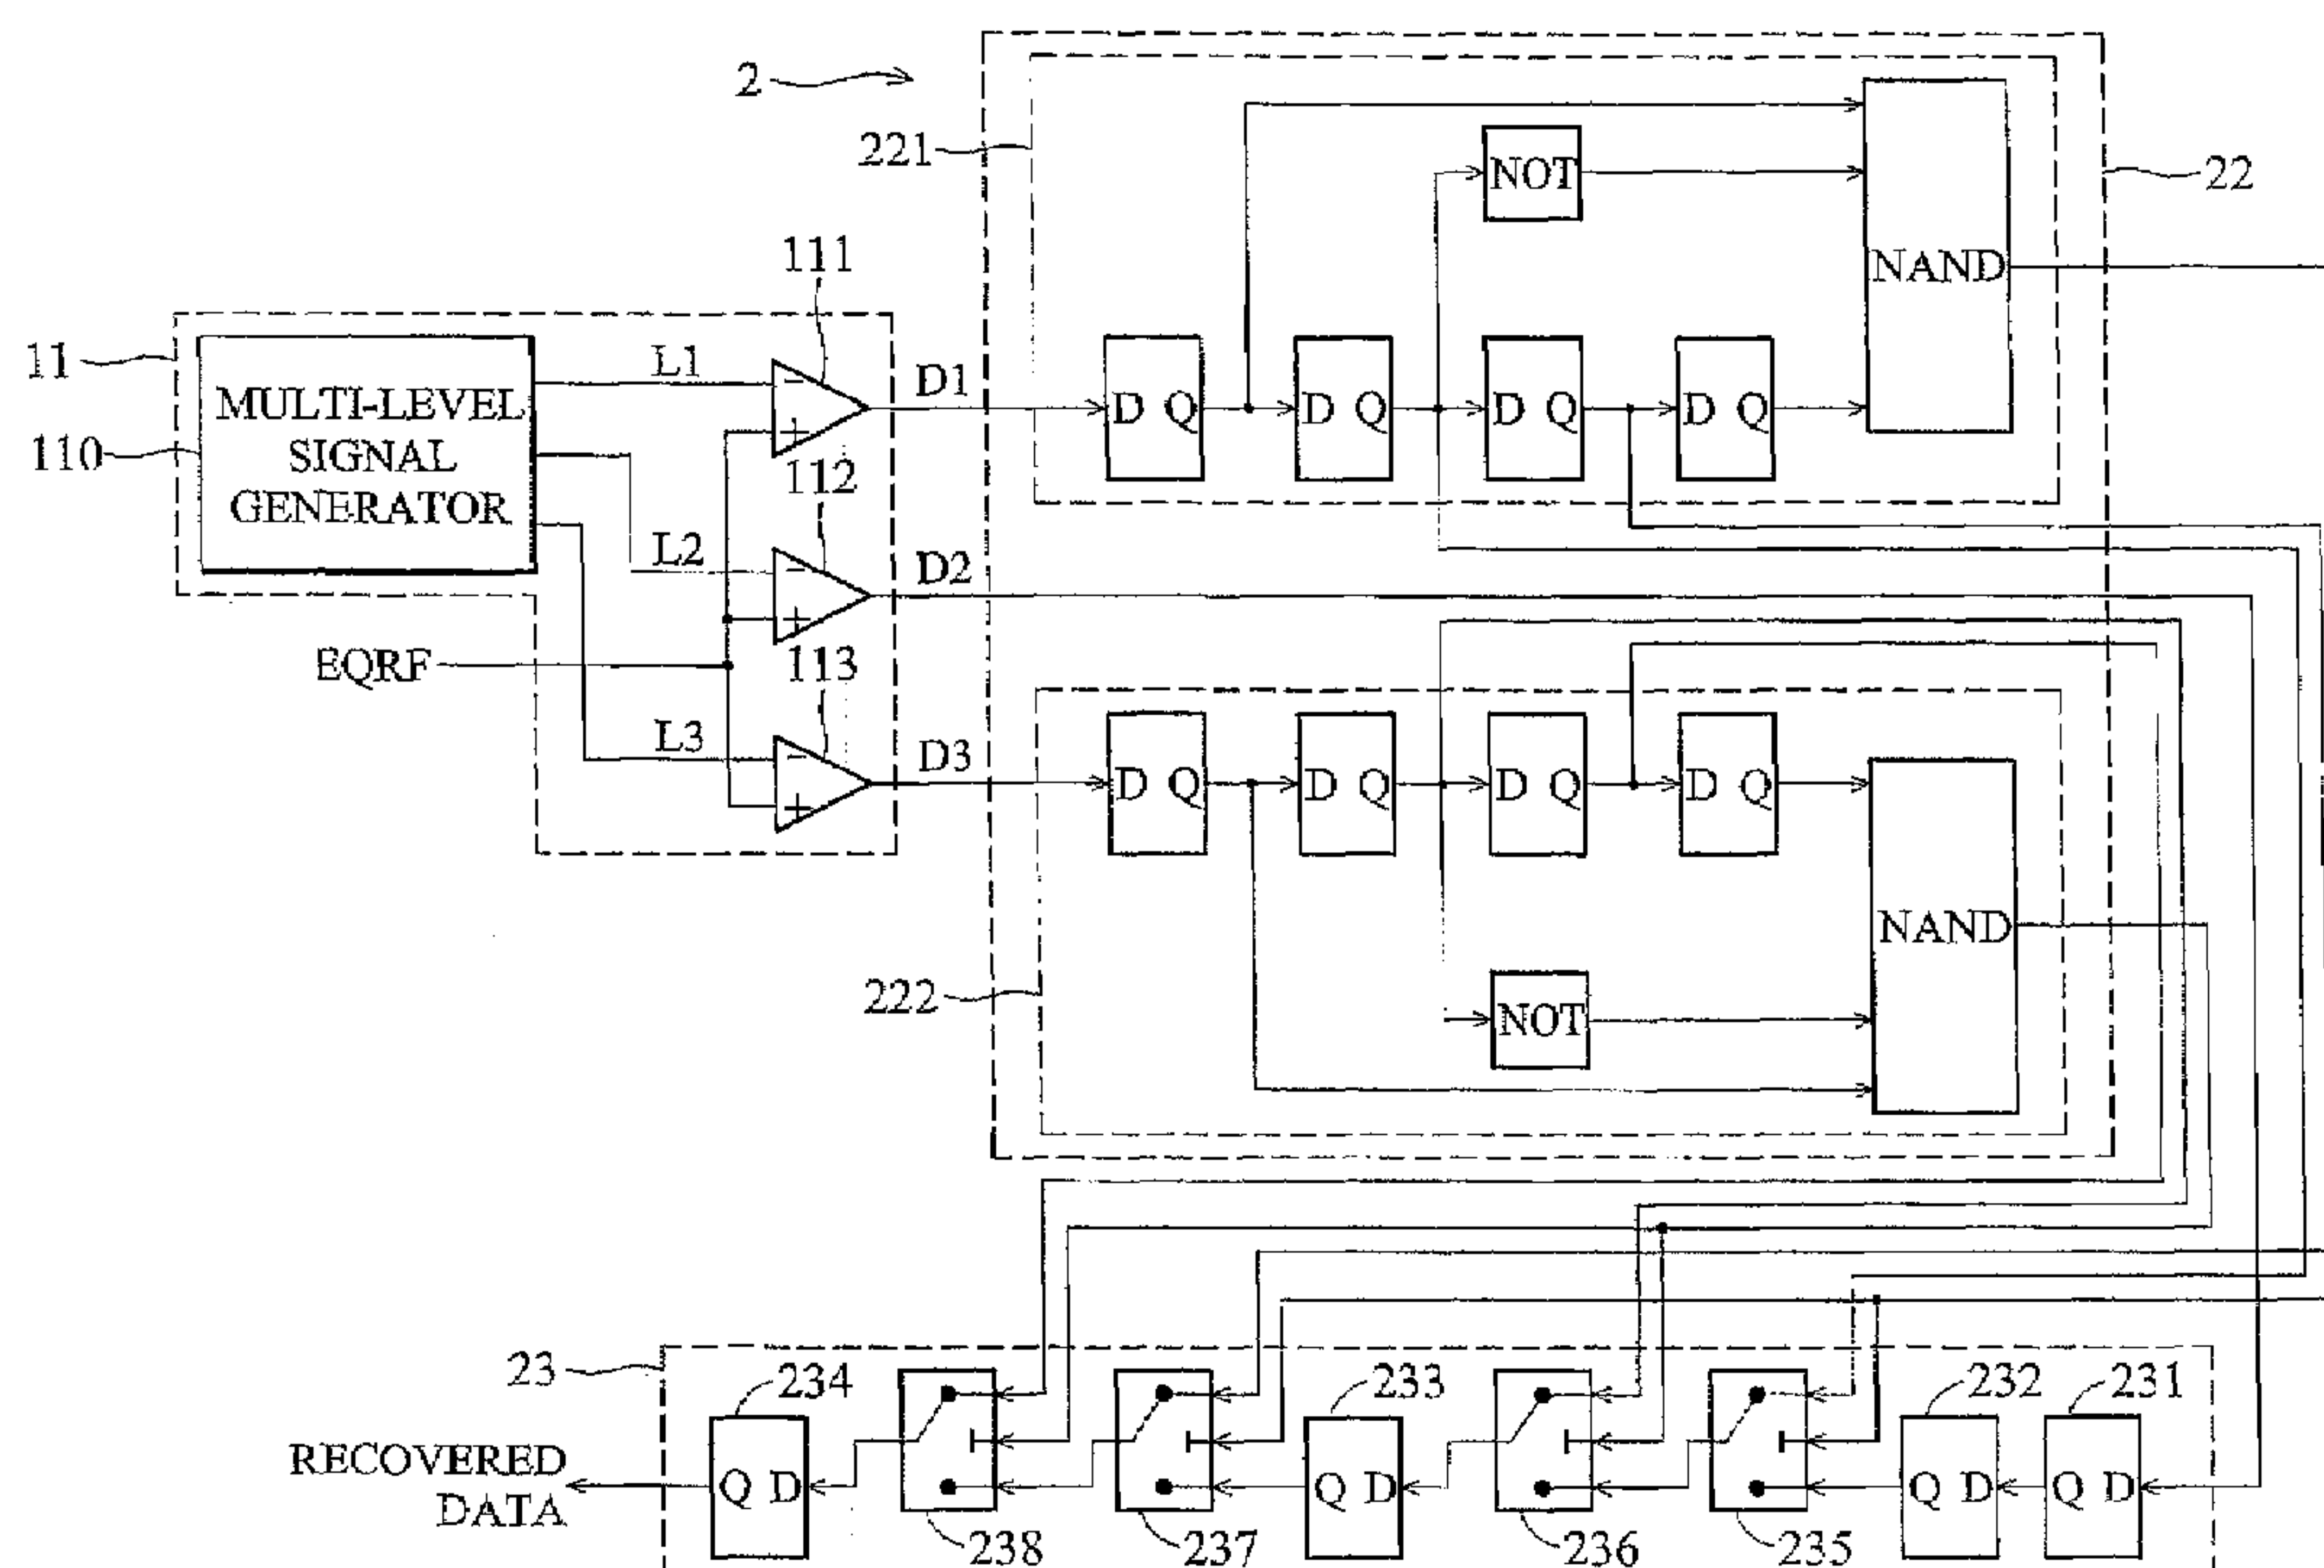 2
221
NOT
22
NAND
111
11
MULTI-LEVEL
SIGNAL
GENERATOR
110
L1
-
+
D1
D Q
D Q
D Q
D Q
112
L2
-
+
D2
EQRF
113
L3
-
+
D3
D Q
D Q
D Q
D Q
NAND
222
NOT
23
234
233
232
231
RECOVERED
DATA
Q D
Q D
Q D
Q D
238
237
236
235